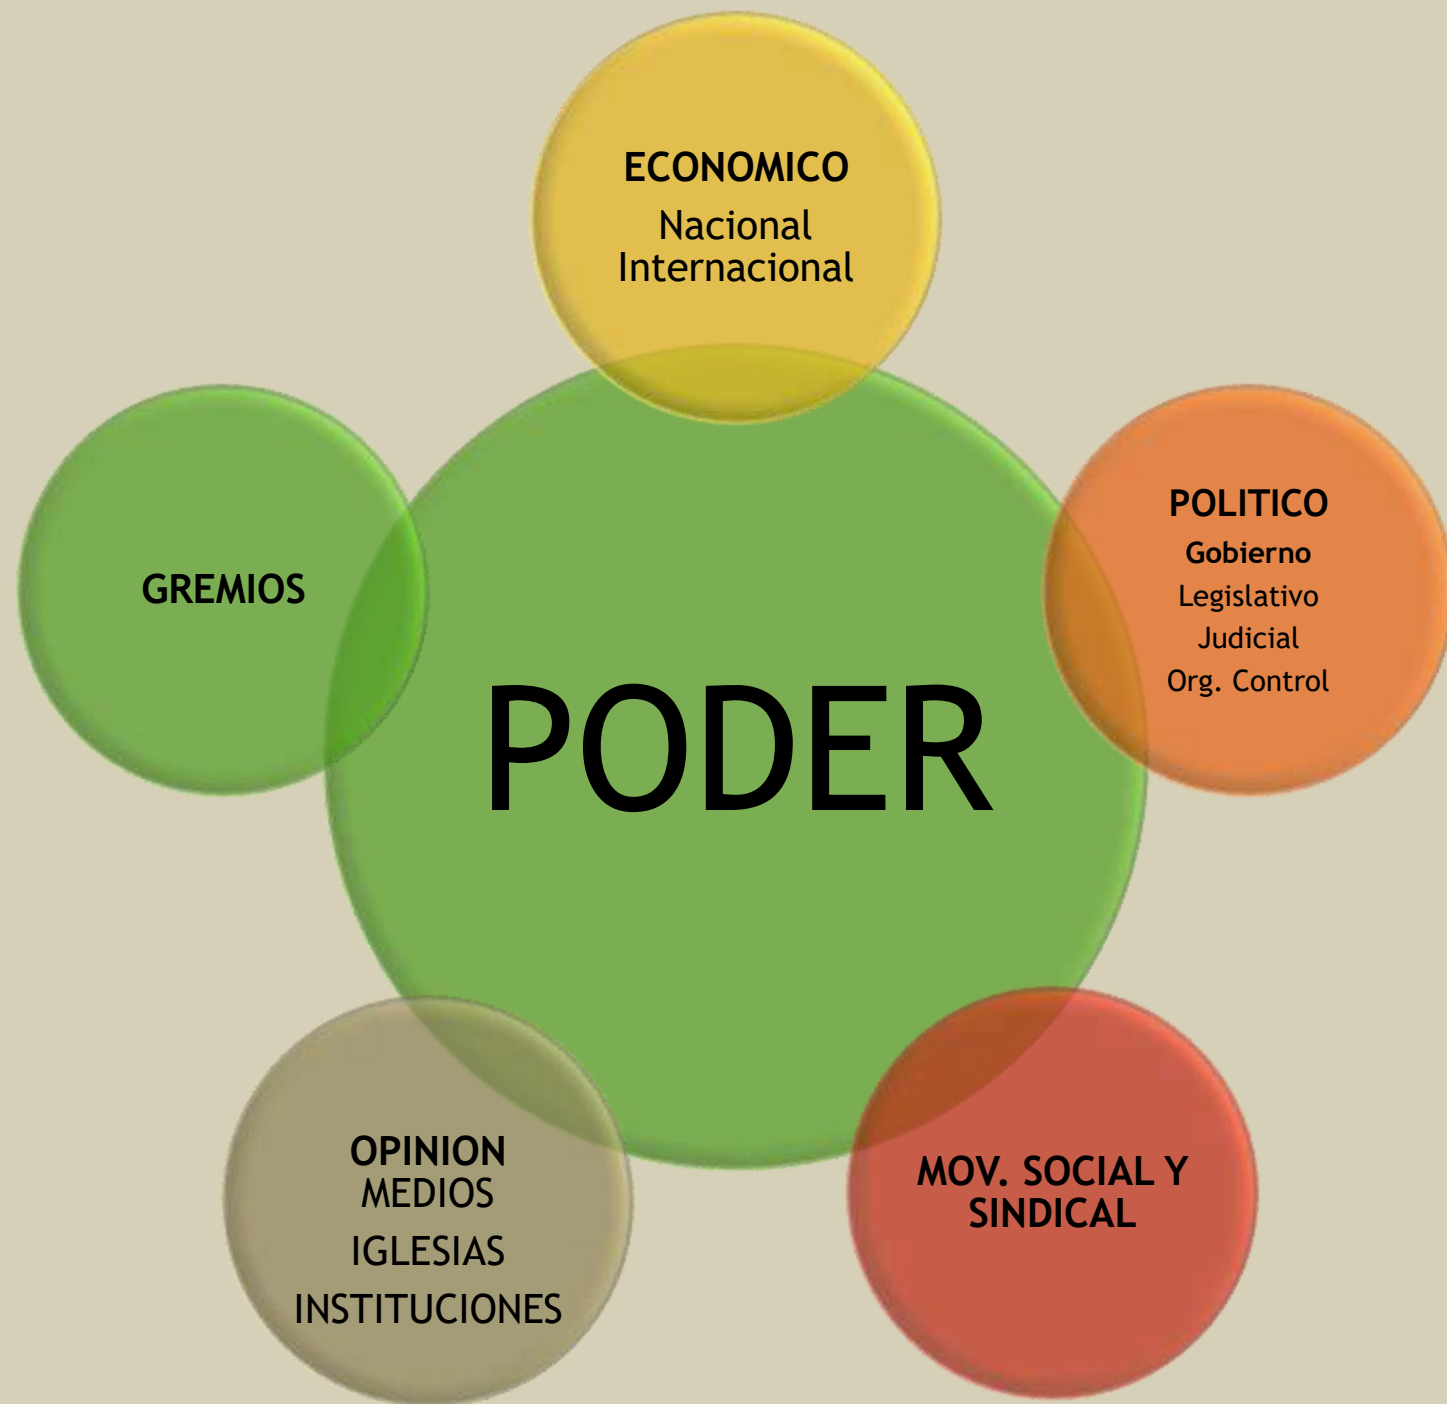 ECONOMICO
Nacional
Internacional
POLITICO
Gobierno
Legislativo
Judicial
Org. Control
GREMIOS
PODER
OPINION
MEDIOS
IGLESIAS
INSTITUCIONES
MOV. SOCIAL Y
SINDICAL